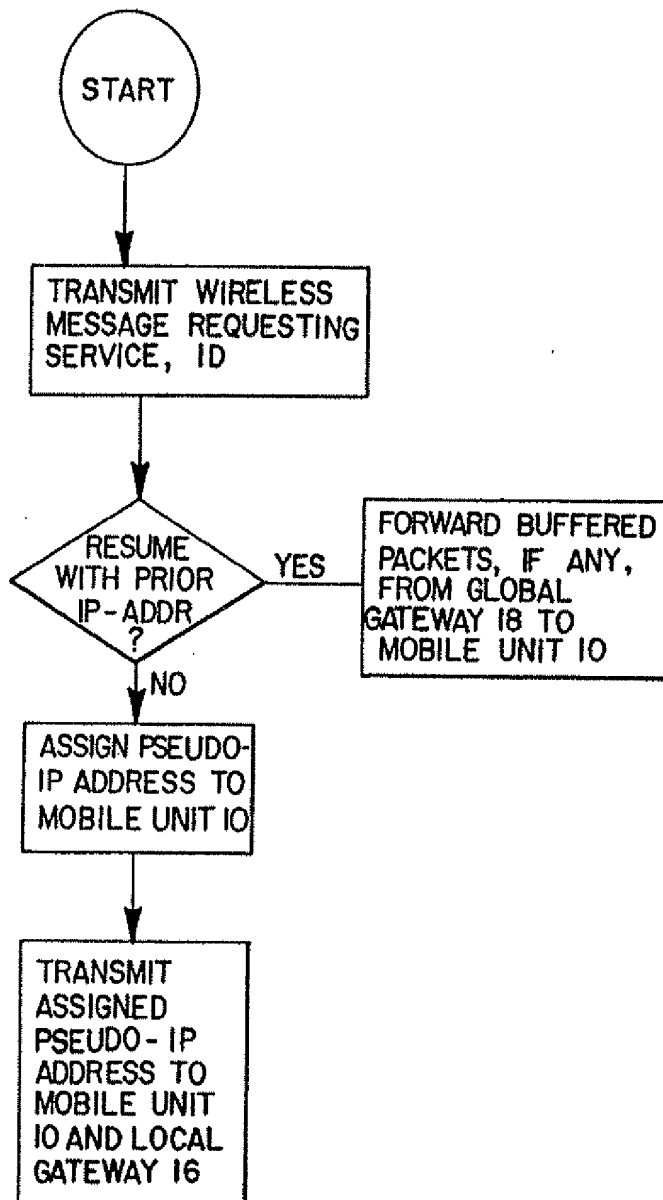 START
TRANSMIT WIRELESS
MESSAGE REQUESTING
SERVICE, ID
RESUME
WITH PRIOR
IP-ADDR
?
YES
FORWARD BUFFERED
PACKETS, IF ANY,
FROM GLOBAL
GATEWAY 18 TO
MOBILE UNIT 10
NO
ASSIGN PSEUDO-
IP ADDRESS TO
MOBILE UNIT 10
TRANSMIT
ASSIGNED
PSEUDO-IP
ADDRESS TO
MOBILE UNIT
10 AND LOCAL
GATEWAY 16